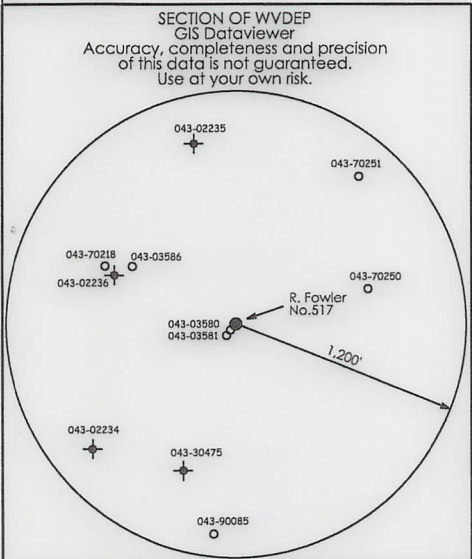 SECTION OF WVDEP
GIS Dataviewer
Accuracy, completeness and precision
of this data is not guaranteed.
Use at your own risk.
043-02235
043-70251
043-70218
043-03586
043-02236
043-70250
R. Fowler
No.517
043-03580
043-03581
1,200'
043-02234
043-30475
043-90085